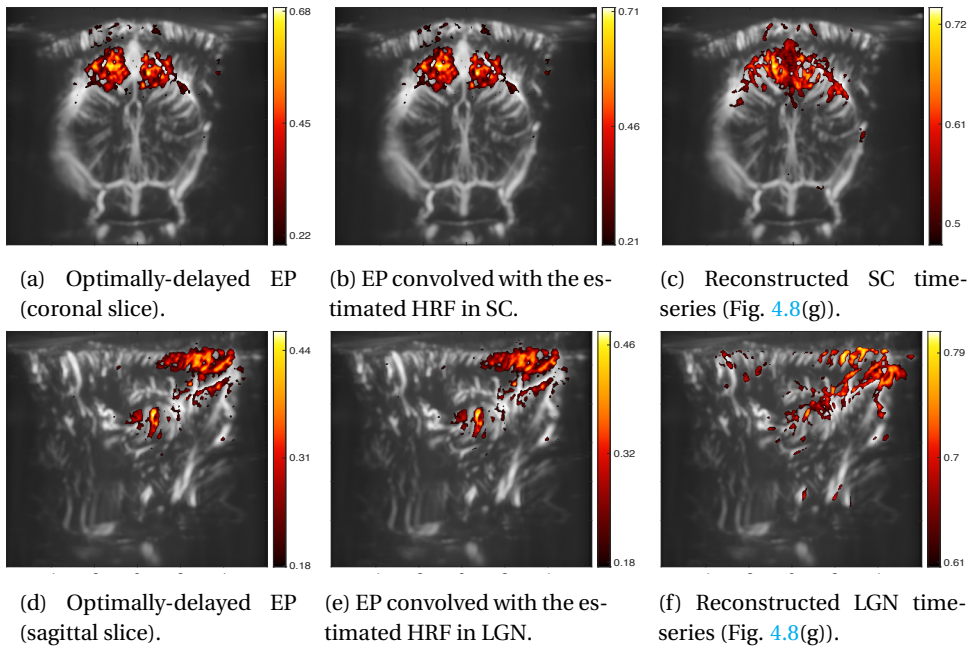 0.68
0.45
0.22
0.71
0.46
0.21
0.72
0.61
0.5
(a) Optimally-delayed EP
(coronal slice).
(b) EP convolved with the es-
timated HRF in SC.
(c) Reconstructed SC time-
series (Fig. 4.8(g)).
0.44
0.31
0.18
0.46
0.32
0.18
0.79
0.7
0.61
(d) Optimally-delayed EP
(sagittal slice).
(e) EP convolved with the es-
timated HRF in LGN.
(f) Reconstructed LGN time-
series (Fig. 4.8(g)).